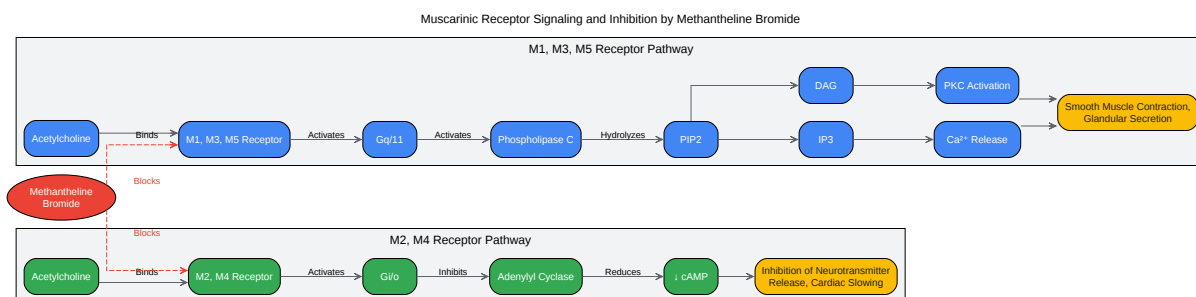 Muscarinic Receptor Signaling and Inhibition by Methantheline Bromide
M1, M3, M5 Receptor Pathway
DAG
PKC Activation
Smooth Muscle Contraction,
Glandular Secretion
Acetylcholine
Binds
M1, M3, M5 Receptor
Activates
Gq/11
Activates
Phospholipase C
Hydrolyzes
PIP2
IP3
Ca²⁺ Release
Blocks
Methantheline
Bromide
Blocks
M2, M4 Receptor Pathway
Acetylcholine
Binds
M2, M4 Receptor
Activates
Gi/o
Inhibits
Adenylyl Cyclase
Reduces
↓ cAMP
Inhibition of Neurotransmitter
Release, Cardiac Slowing